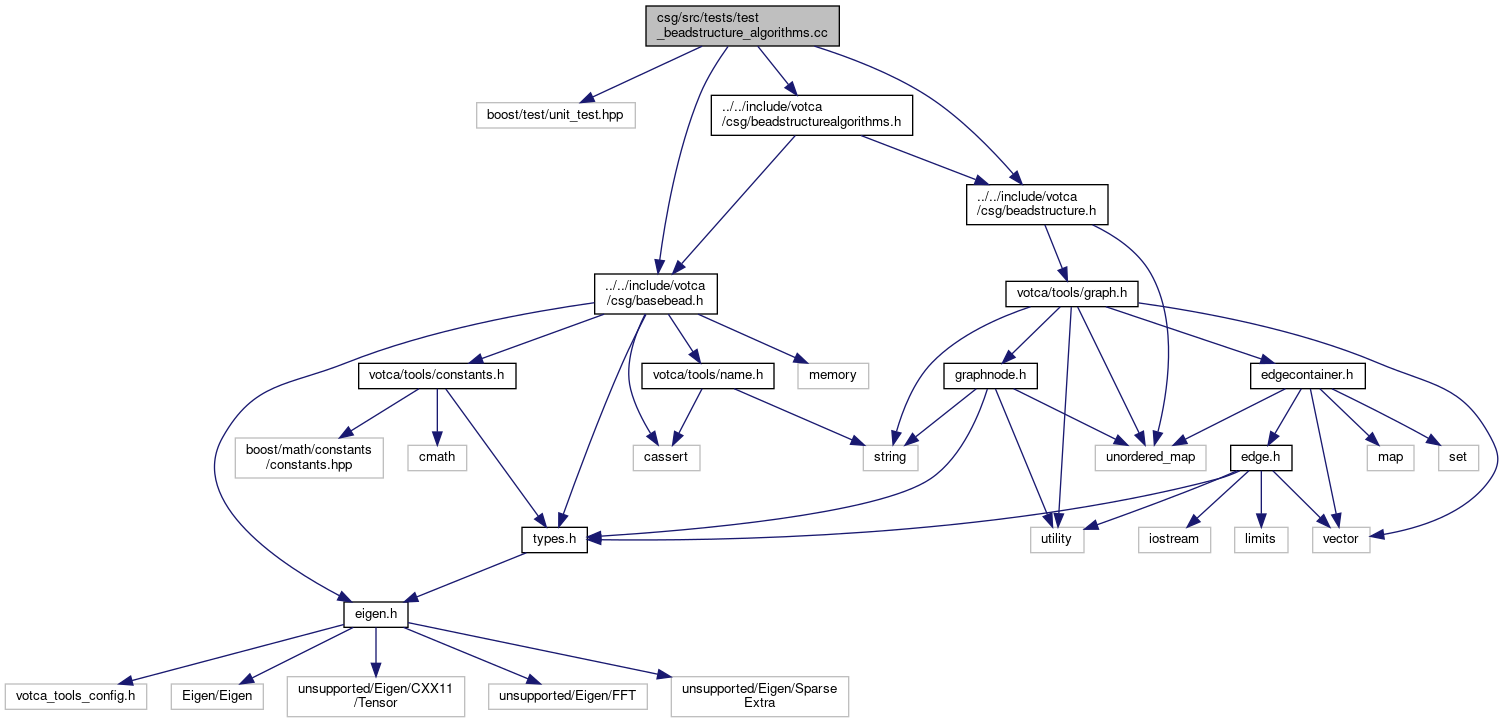 csg/src/tests/test
_beadstructure_algorithms.cc
boost/test/unit_test.hpp
../../include/votca
/csg/beadstructurealgorithms.h
../../include/votca
/csg/beadstructure.h
../../include/votca
/csg/basebead.h
votca/tools/graph.h
votca/tools/constants.h
votca/tools/name.h
memory
graphnode.h
edgecontainer.h
boost/math/constants
/constants.hpp
cmath
cassert
string
unordered_map
edge.h
map
set
types.h
utility
iostream
limits
vector
eigen.h
votca_tools_config.h
Eigen/Eigen
unsupported/Eigen/CXX11
/Tensor
unsupported/Eigen/FFT
unsupported/Eigen/Sparse
Extra